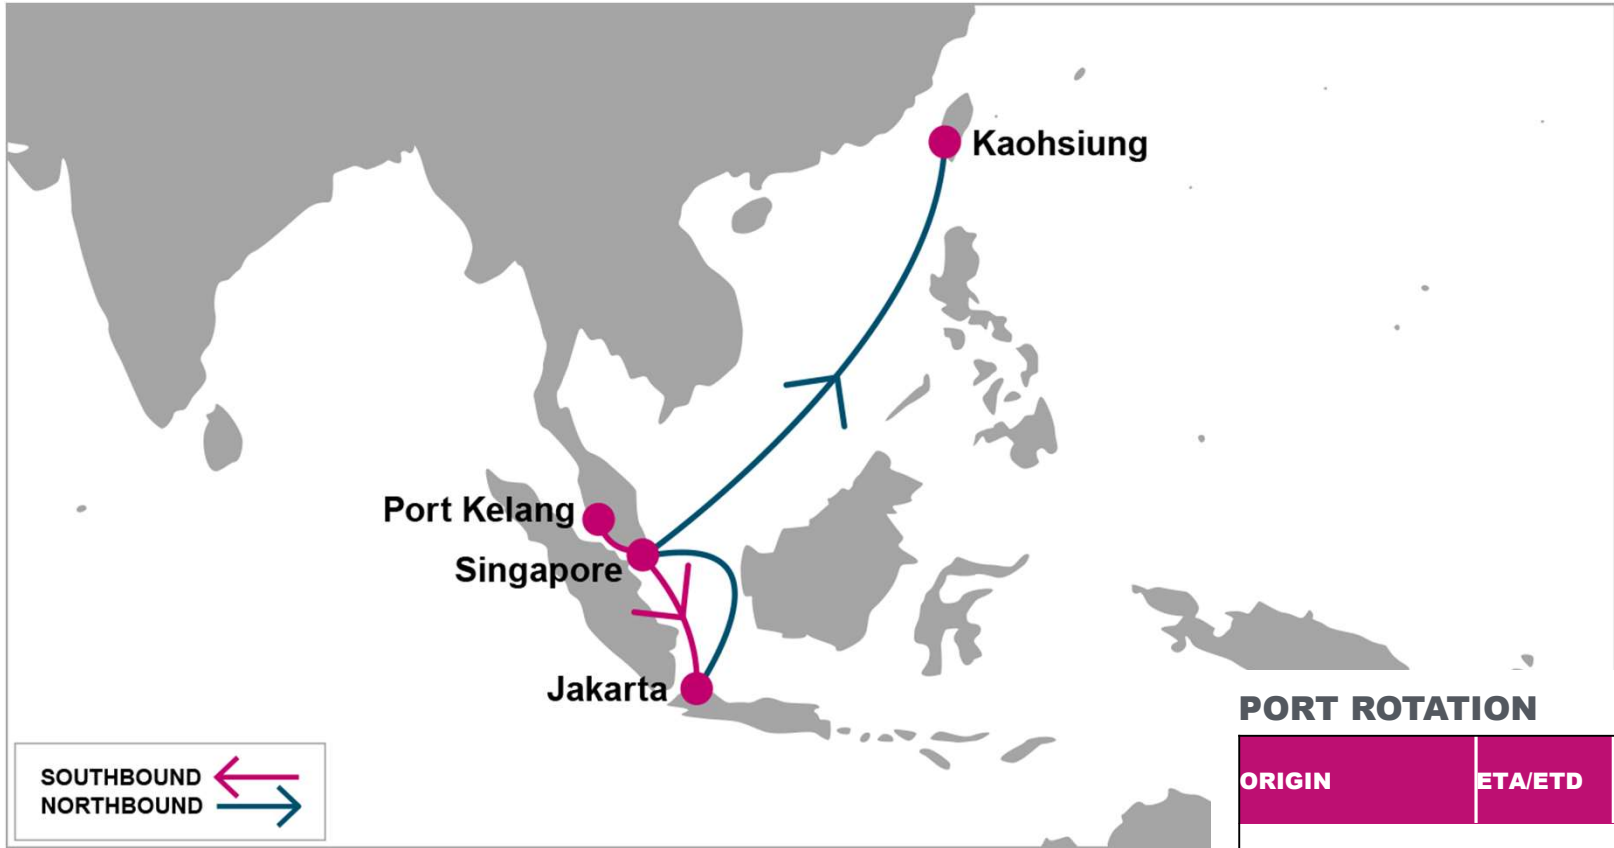 Kaohsiung
Port Kelang
Singapore
Jakarta
SOUTHBOUND
NORTHBOUND
PORT ROTATION
ORIGIN ETA/ETD